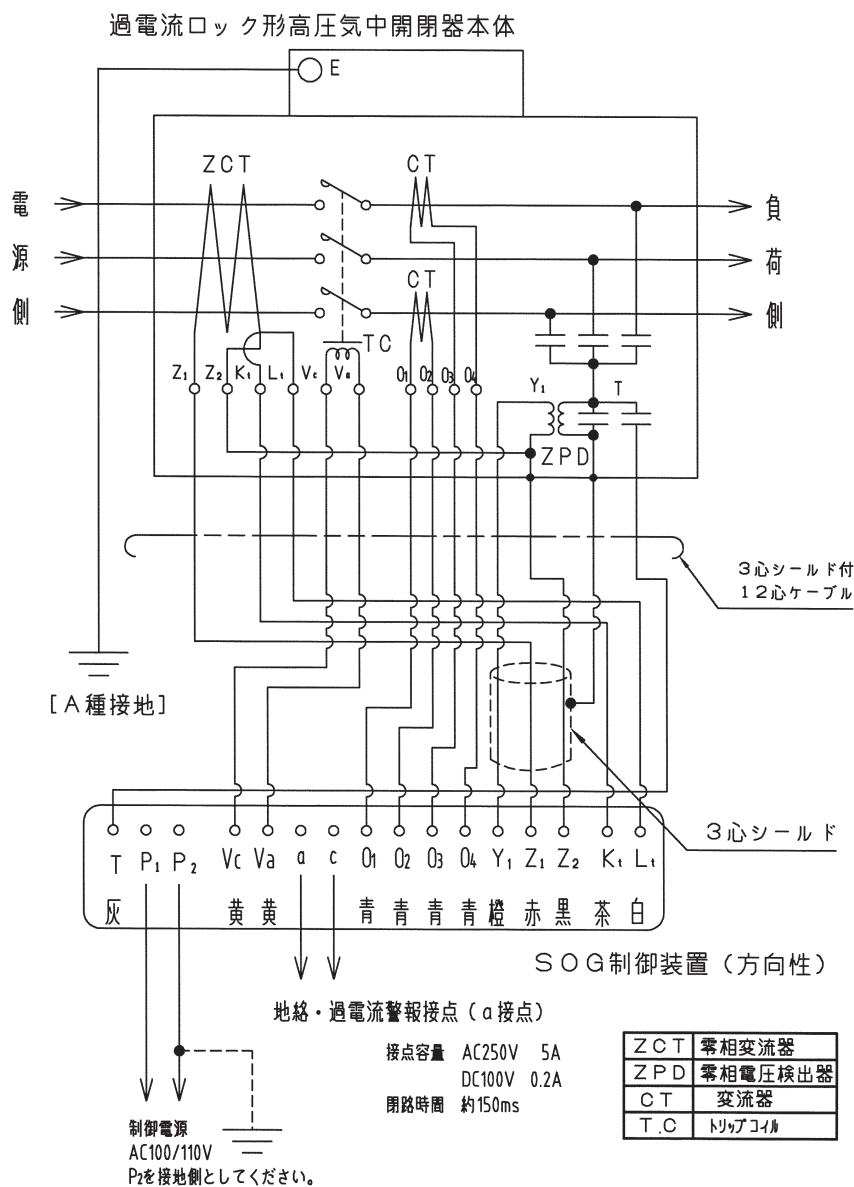 過電流ロック形高圧気中開閉器本体
E
ZCT
CT
電
負
源
荷
CT
側
側
TC
Z1 Z2 Kt Lt Vc Va O1 O2 O3 O4 Y1 T
ZPD
3心シールド付
12心ケーブル
[A種接地]
3心シールド
T P1 P2 Vc Va a c O1 O2 O3 O4 Y1 Z1 Z2 Kt Lt
灰 黄 黄 青 青 青 青 橙 赤 黒 茶 白
SOG制御装置(方向性)
地絡・過電流警報接点(a接点)
接点容量 AC250V 5A
DC100V 0.2A
閉路時間 約150ms
ZCT 零相変流器
ZPD 零相電圧検出器
CT 変流器
T.C トリップコイル
制御電源
AC100/110V
P2を接地側としてください。